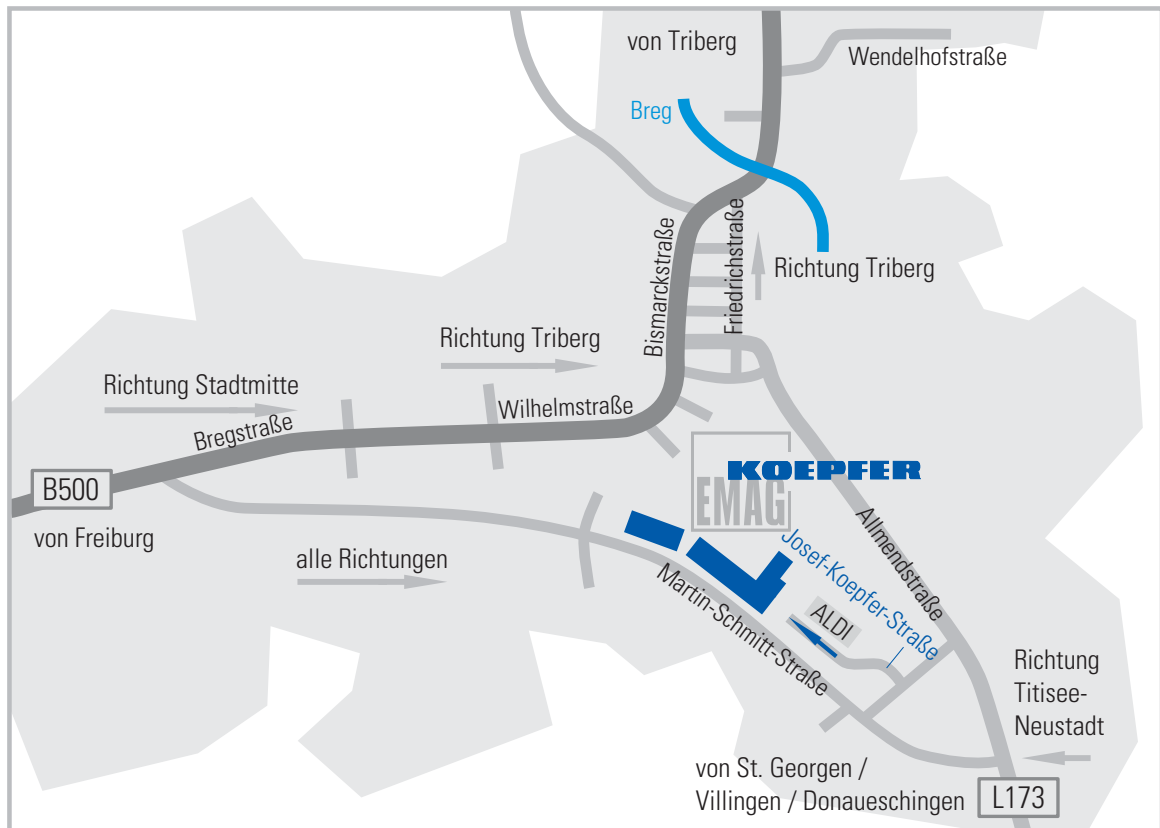 von Triberg
Wendelhofstraße
Breg
Bismarckstraße
Friedrichstraße
Richtung Triberg
Richtung Triberg
Richtung Stadtmitte
Wilhelmstraße
Bregstraße
KOEPFER
EMAG
B500
von Freiburg
alle Richtungen
Allmendstraße
Josef-Koepfer-Straße
Martin-Schmitt-Straße
ALDI
Richtung
Titisee-
Neustadt
von St. Georgen /
Villingen / Donaueschingen
L173